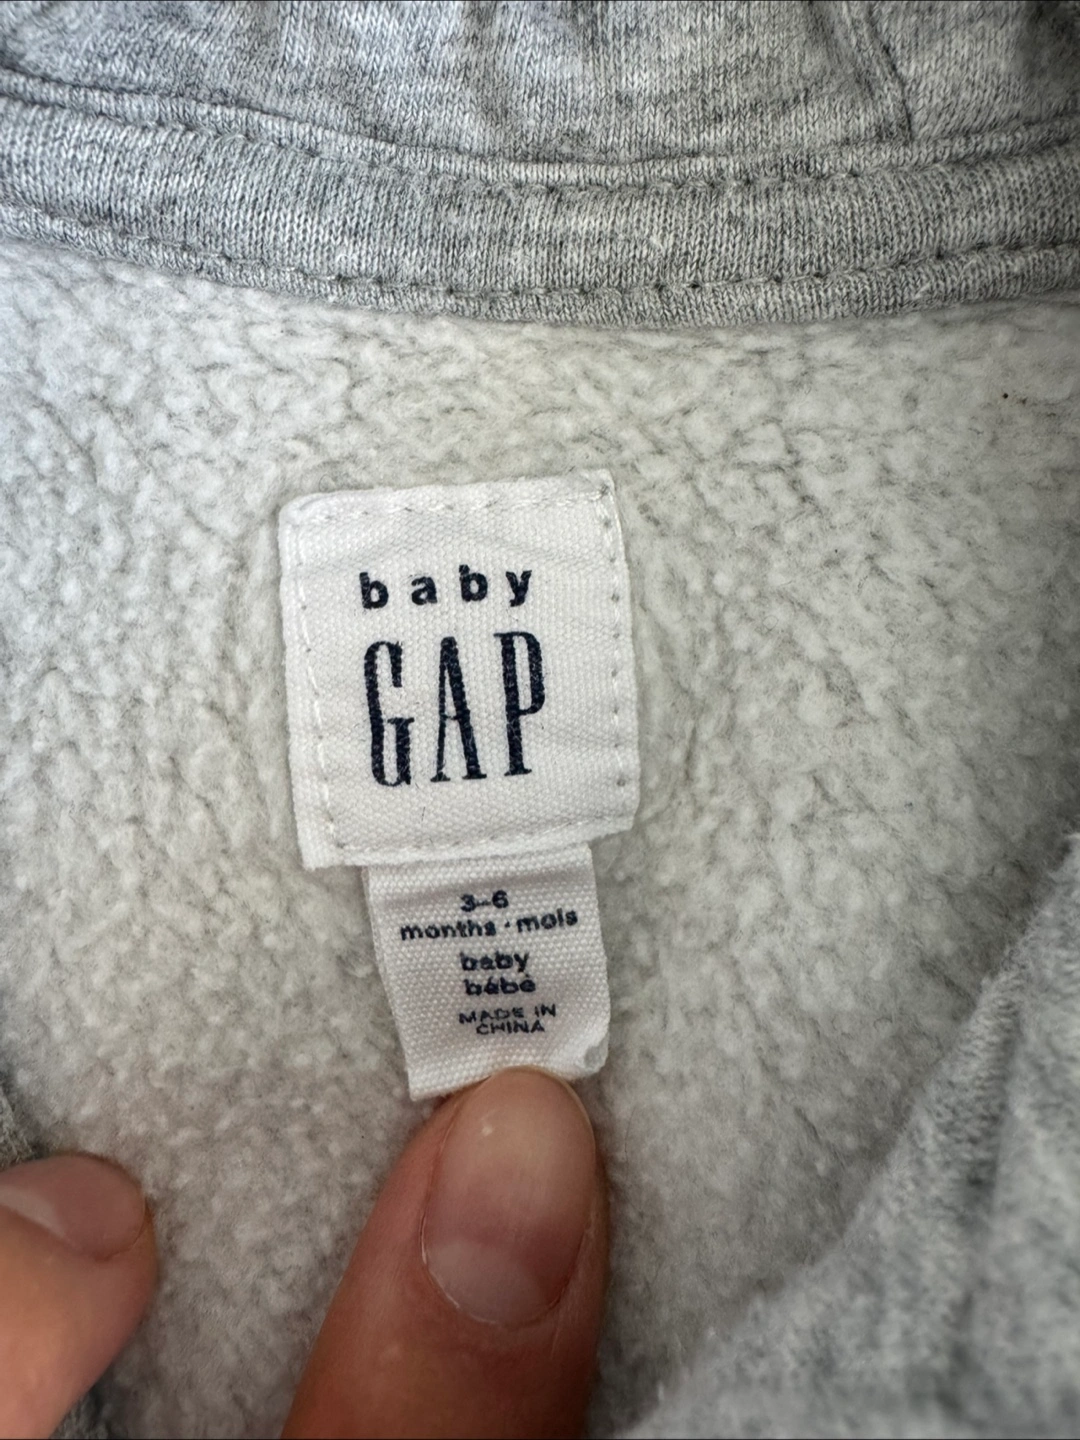 baby
GAP
3-6
months · mois
baby
bébé
MADE IN
CHINA